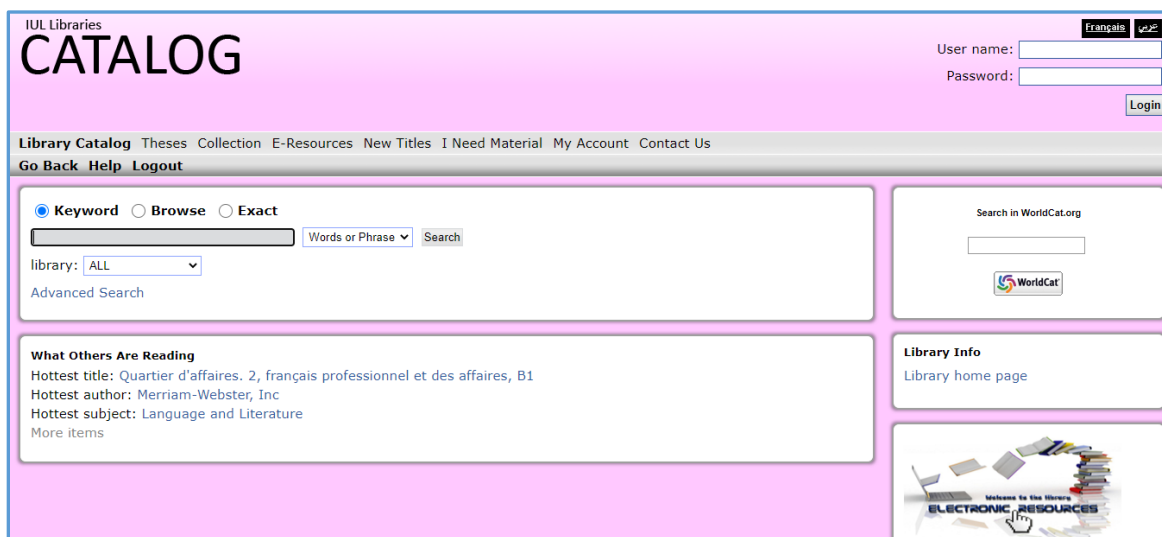 IUL Libraries
CATALOG
Français عربي
User name:
Password:
Login
Library Catalog Theses Collection E-Resources New Titles I Need Material My Account Contact Us
Go Back Help Logout
Keyword Browse Exact
Words or Phrase Search
library: ALL
Advanced Search
Search in WorldCat.org
WorldCat
What Others Are Reading
Hottest title: Quartier d'affaires. 2, français professionnel et des affaires, B1
Hottest author: Merriam-Webster, Inc
Hottest subject: Language and Literature
More items
Library Info
Library home page
Welcome to the library
ELECTRONIC RESOURCES